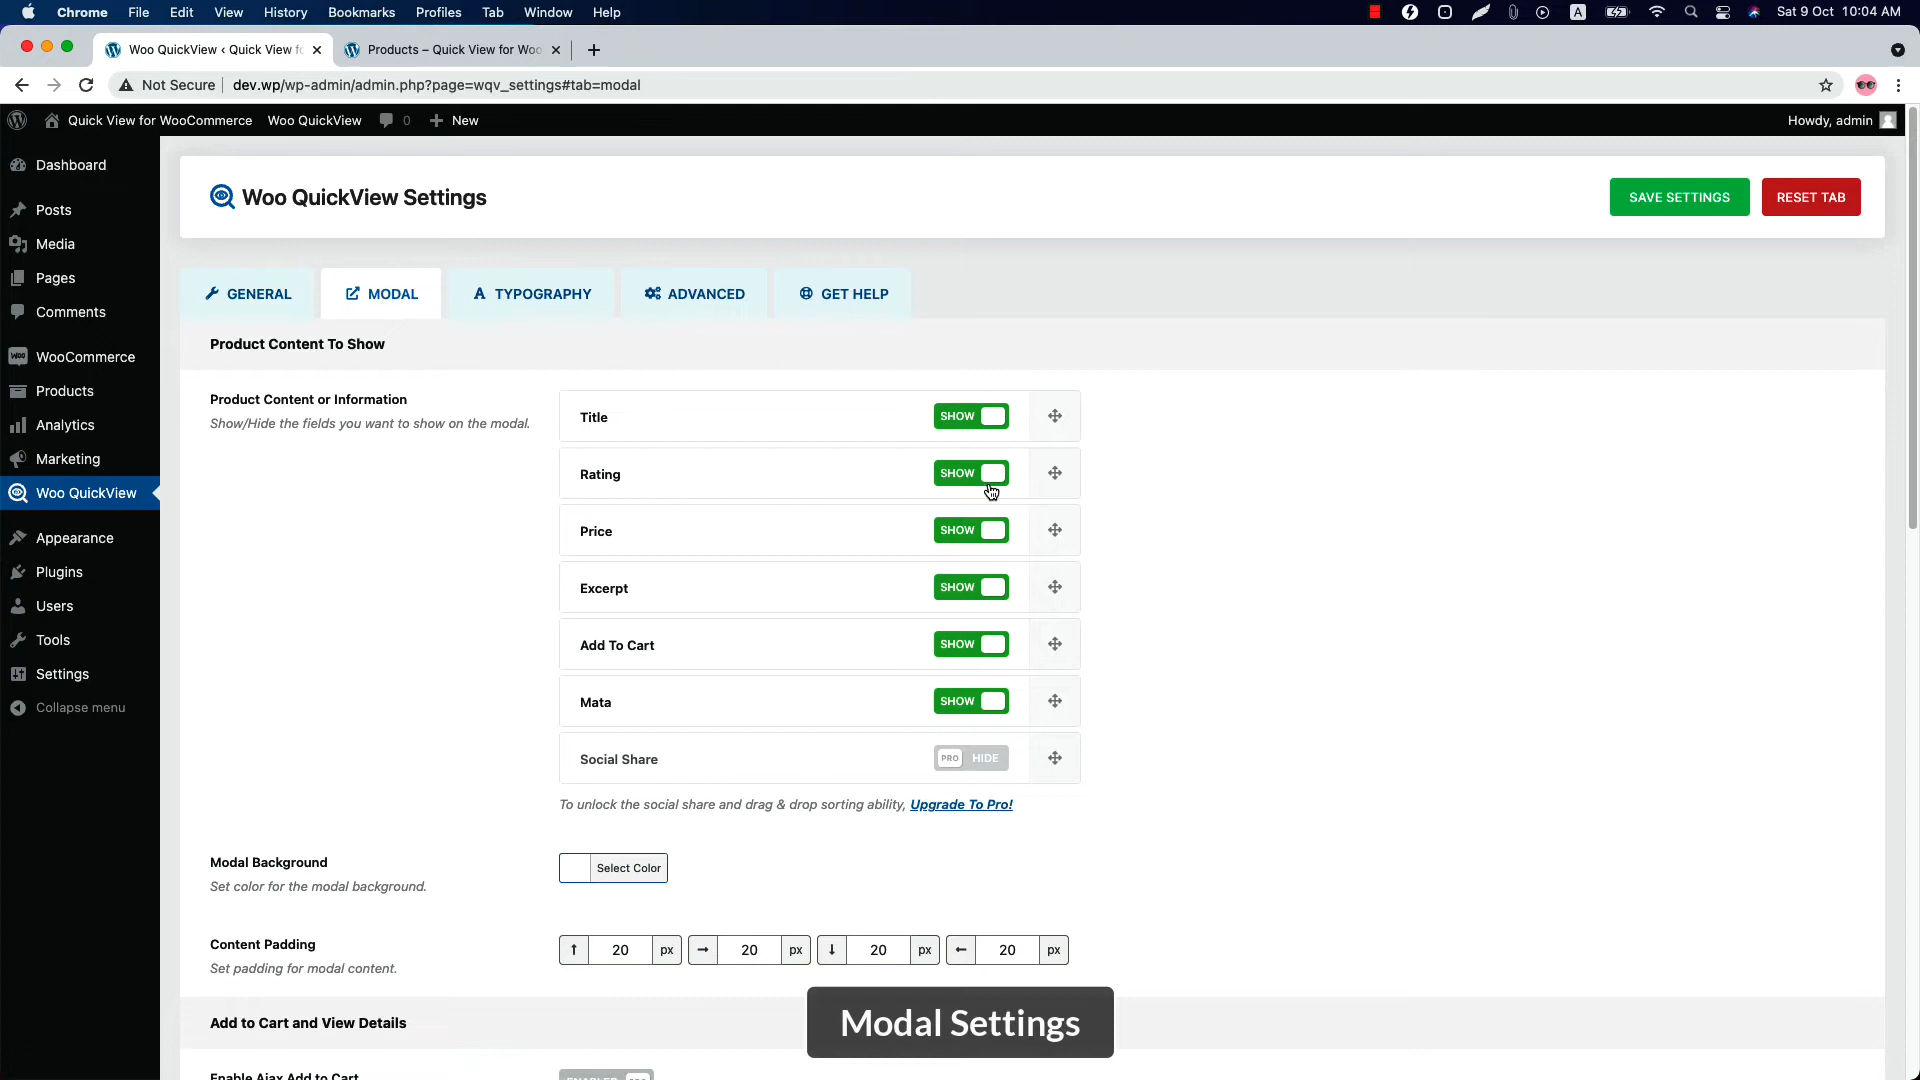 Chrome File Edit View History Bookmarks Profiles Tab Window Help
A
Sat 9 Oct 10:04 AM
Woo QuickView ‹ Quick View fo
Products – Quick View for Woo
Not Secure
dev.wp/wp-admin/admin.php?page=wqv_settings#tab=modal
Quick View for WooCommerce Woo QuickView 0 New
Howdy, admin
Dashboard
Posts
Media
Pages
Comments
WooCommerce
Products
Analytics
Marketing
Woo QuickView
Appearance
Plugins
Users
Tools
Settings
Collapse menu
Woo QuickView Settings
SAVE SETTINGS
RESET TAB
GENERAL
MODAL
A TYPOGRAPHY
ADVANCED
GET HELP
Product Content To Show
Product Content or Information
Show/Hide the fields you want to show on the modal.
Title SHOW
Rating SHOW
Price SHOW
Excerpt SHOW
Add To Cart SHOW
Mata SHOW
Social Share PRO HIDE
To unlock the social share and drag & drop sorting ability, Upgrade To Pro!
Modal Background
Set color for the modal background.
Select Color
Content Padding
Set padding for modal content.
↑ 20 px → 20 px ↓ 20 px ← 20 px
Add to Cart and View Details
Modal Settings
Enable Ajax Add to Cart